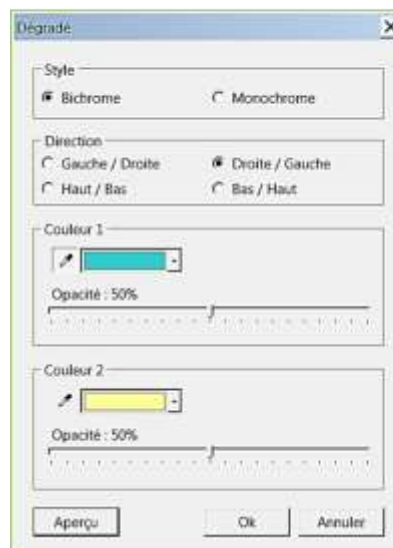 Dégradé
Style
Bichrome
Monochrome
Direction
Gauche / Droite
Droite / Gauche
Haut / Bas
Bas / Haut
Couleur 1
Opacité : 50%
Couleur 2
Opacité : 50%
Aperçu
Ok
Annuler